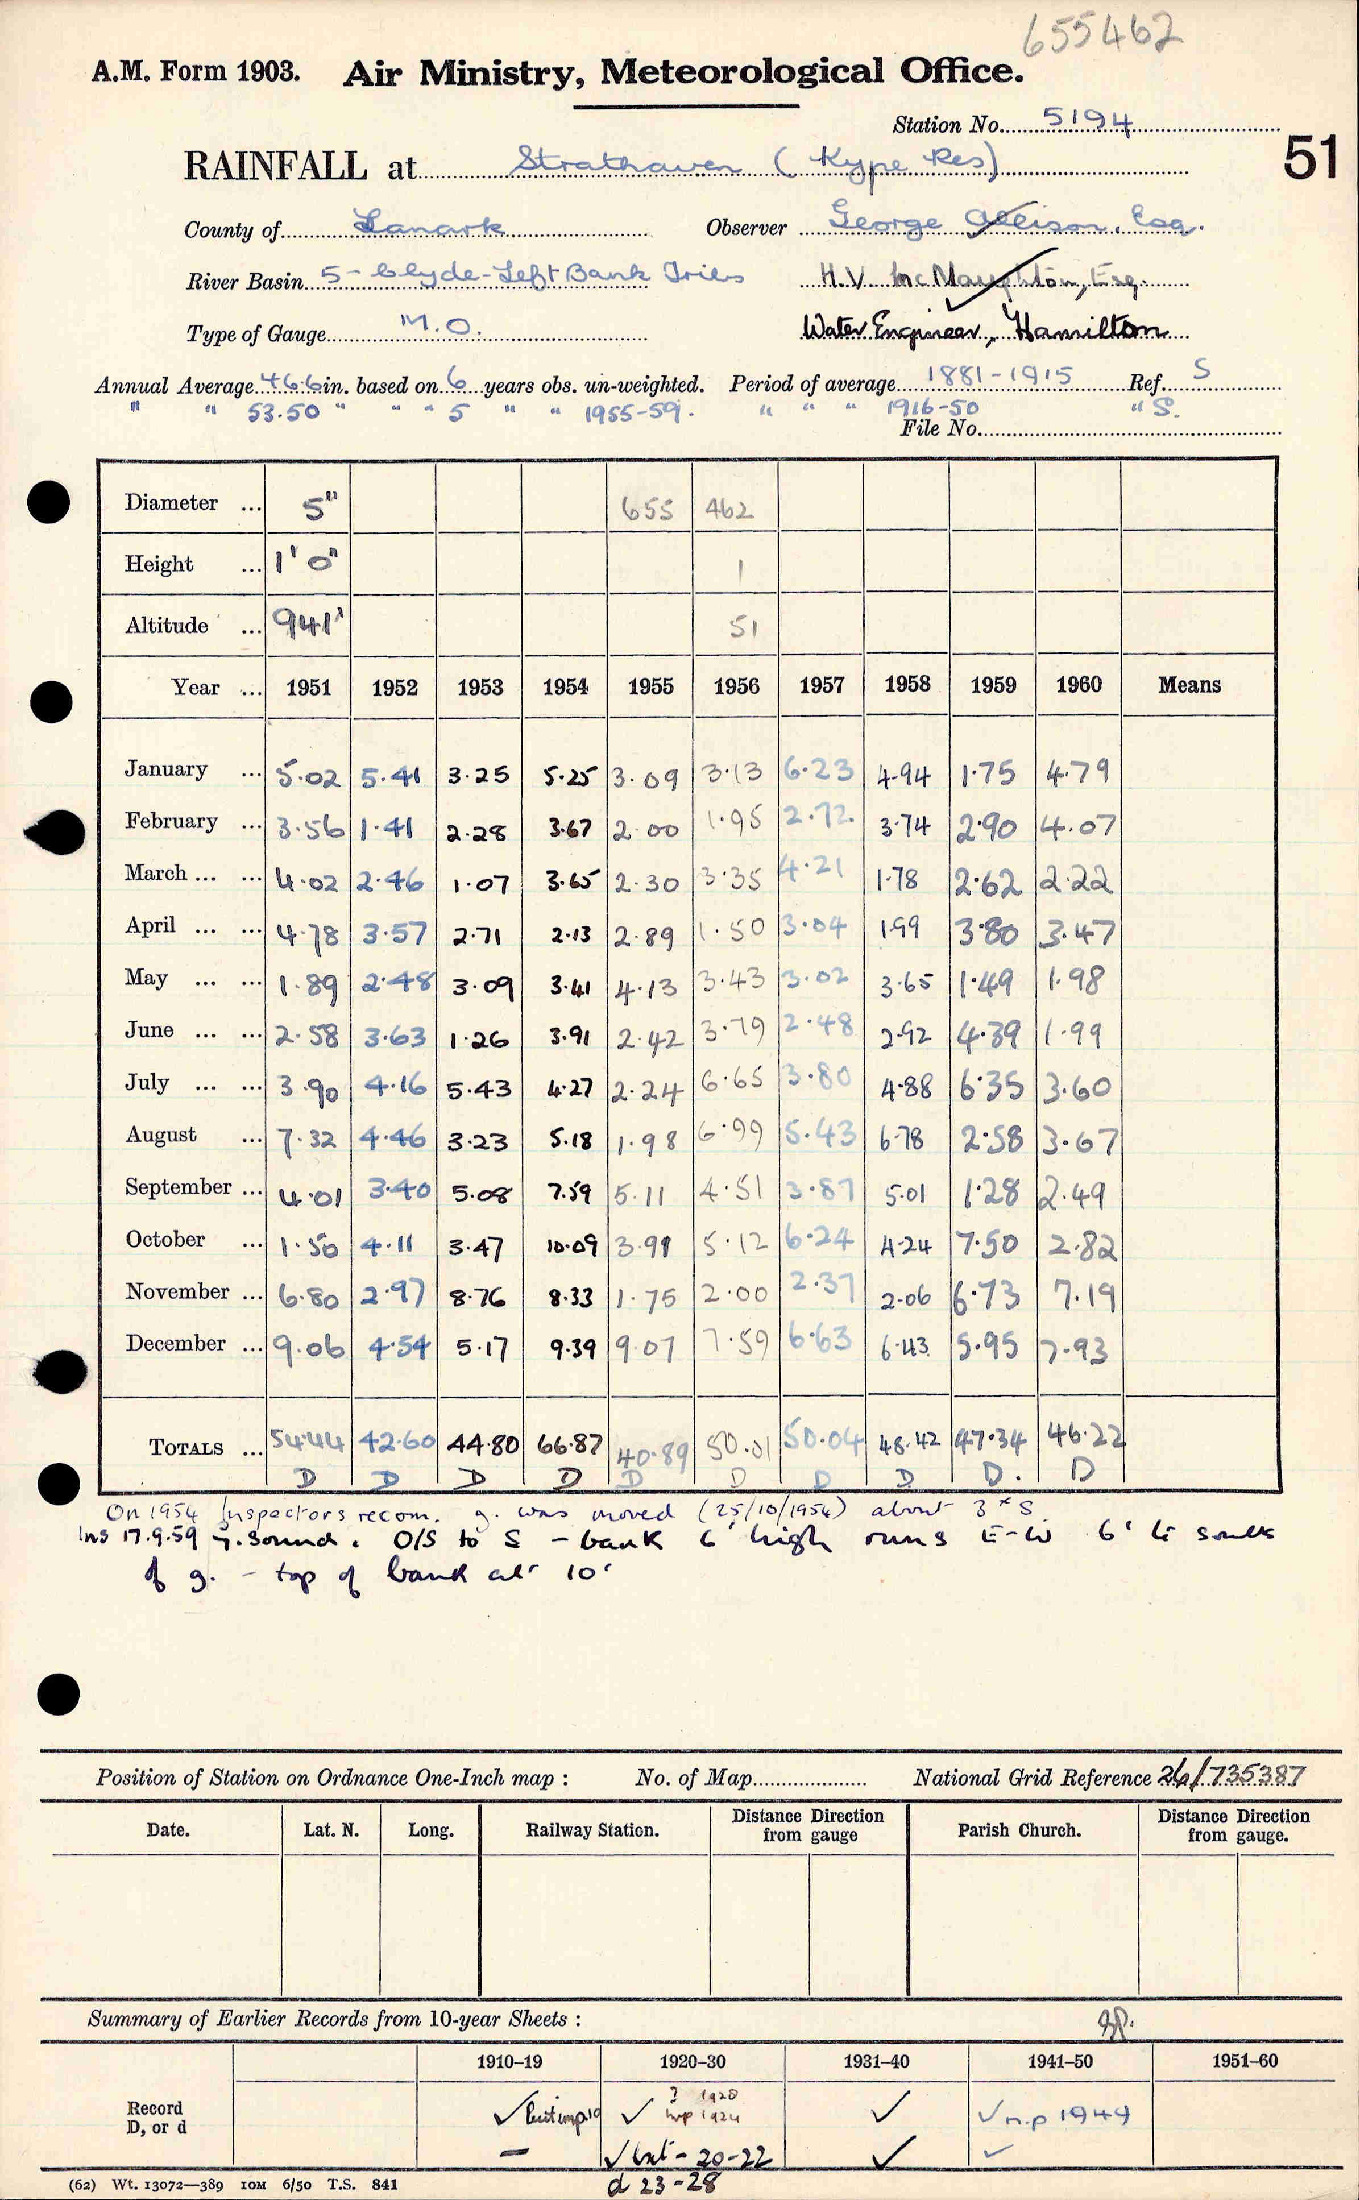 655462
A.M. Form 1903. Air Ministry, Meteorological Office.
Station No. 5194
51
RAINFALL at Strathaven (Kype Res)
County of Lanark Observer George Allison, Esq.
River Basin 5 - Clyde - Left Bank Tribs H.V. McNaughton, Esq.
Type of Gauge M.O. Water Engineer, Hamilton
Annual Average 46.6 in. based on 6 years obs. un-weighted. Period of average 1881-1915 Ref. S
" " 53.50 " " " 5 " " 1955-59. " " " 1916-50 " S.
File No.
Diameter ... 5" 655 462
Height ... 1' 0" 1
Altitude ... 941' 51
Year ... 1951 1952 1953 1954 1955 1956 1957 1958 1959 1960 Means
January ... 5.02 5.41 3.25 5.25 3.09 3.13 6.23 4.94 1.75 4.79
February ... 3.56 1.41 2.28 3.67 2.00 1.95 2.72 3.74 2.90 4.07
March ... ... 4.02 2.46 1.07 3.65 2.30 3.35 4.21 1.78 2.62 2.22
April ... ... 4.78 3.57 2.71 2.13 2.89 1.50 3.04 1.99 3.80 3.47
May ... ... 1.89 2.48 3.09 3.41 4.13 3.43 3.02 3.65 1.49 1.98
June ... ... 2.58 3.63 1.26 3.91 2.42 3.79 2.48 2.92 4.39 1.99
July ... ... 3.90 4.16 5.43 4.27 2.24 6.65 3.80 4.88 6.35 3.60
August ... 7.32 4.46 3.23 5.18 1.98 6.99 5.43 6.78 2.58 3.67
September ... 4.01 3.40 5.08 7.59 5.11 4.51 3.87 5.01 1.28 2.49
October ... 1.50 4.11 3.47 10.09 3.91 5.12 6.24 4.24 7.50 2.82
November ... 6.80 2.97 8.76 8.33 1.75 2.00 2.37 2.06 6.73 7.19
December ... 9.06 4.54 5.17 9.39 9.07 7.59 6.63 6.43 5.95 7.93
TOTALS ... 54.44 42.60 44.80 66.87 40.89 50.01 50.04 48.42 47.34 46.22
D D D D D D D D D. D
On 1954 Inspectors recom. g. was moved (25/10/1954) about 3 S.
Ins 17.9.59 g. sound. O/S to S - bank 6' high runs E-W 6' to south
of g. - top of bank at 10'
Position of Station on Ordnance One-Inch map : No. of Map National Grid Reference 26/735387
Date. Lat. N. Long. Railway Station. Distance Direction from gauge Parish Church. Distance Direction from gauge.
Summary of Earlier Records from 10-year Sheets :
1910–19 1920–30 1931–40 1941–50 1951–60
Record ✓ but imp 19 ✓ ? 1920 imp 1924 ✓ ✓ n.p 1949
D, or d – ✓ but - 20-22 ✓ ✓
d 23-28
(62) Wt. 13072—389 10M 6/50 T.S. 841